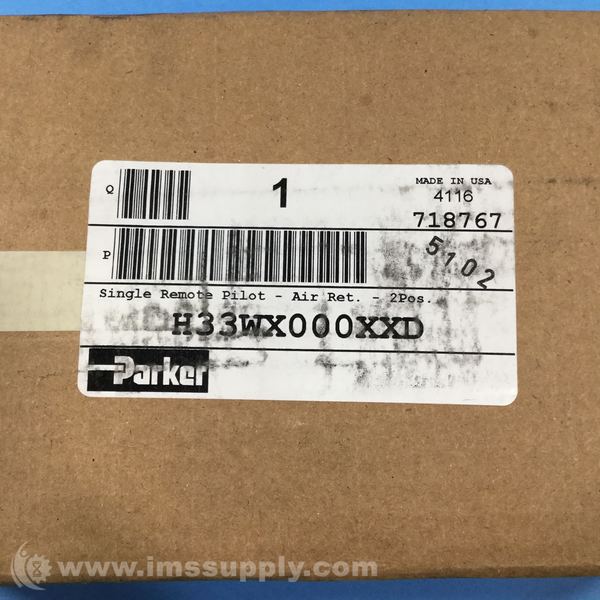 Q
1
MADE IN USA
4116
718767
P
5102
Single Remote Pilot - Air Ret. - 2Pos.
H33WX000XXD
Parker
www.imssupply.com